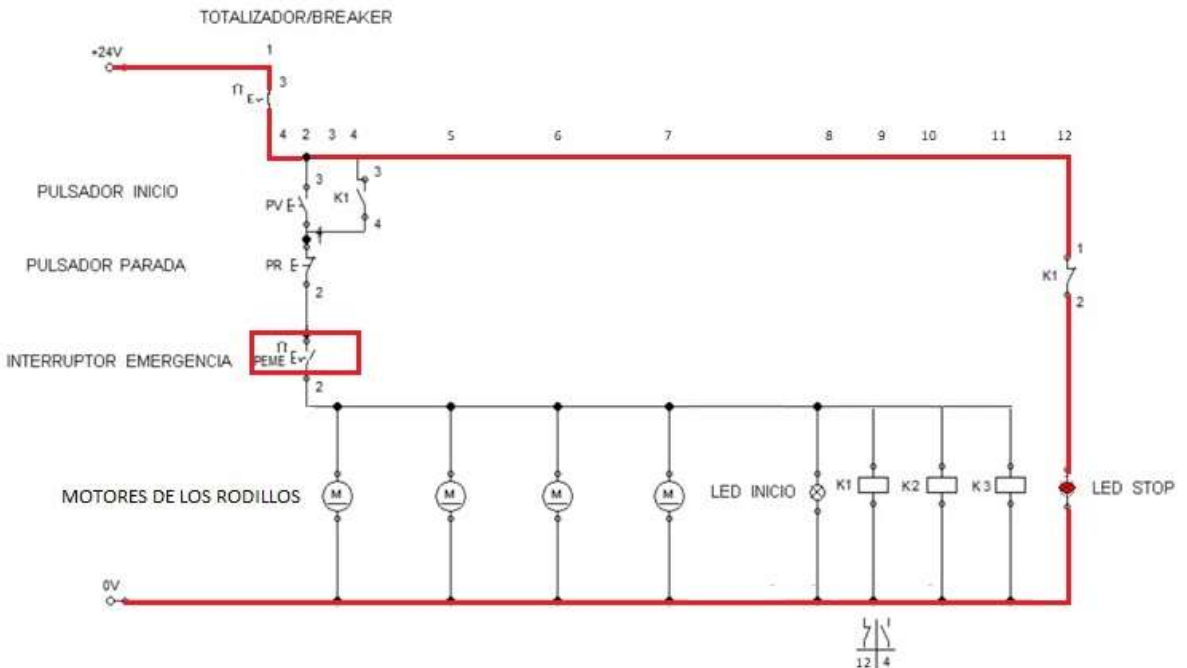 TOTALIZADOR/BREAKER
+24V
1
3
E
4 2 3 4 5 6 7 8 9 10 11 12
3 3
PULSADOR INICIO PV E K1
4
1
K1
2
PULSADOR PARADA PR E
2
INTERRUPTOR EMERGENCIA PEME E
2
MOTORES DE LOS RODILLOS M M M M LED INICIO K1 K2 K3 LED STOP
0V
12 4